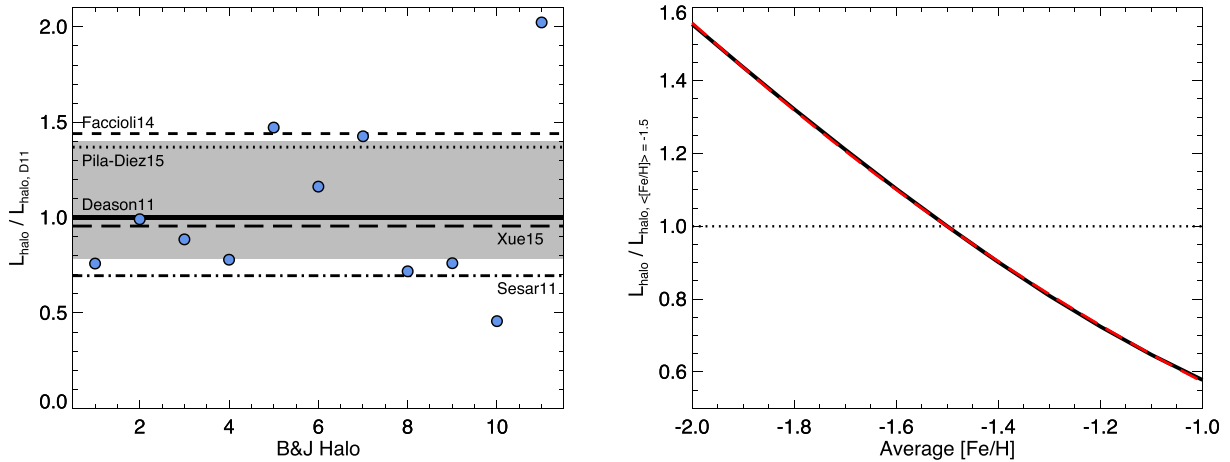 2.0
1.5
1.0
0.5
0.0
L_halo / L_halo, D11
Faccioli14
Pila-Diez15
Deason11
Xue15
Sesar11
2 4 6 8 10
B&J Halo
1.6
1.4
1.2
1.0
0.8
0.6
L_halo / L_halo, <[Fe/H]> = -1.5
-2.0 -1.8 -1.6 -1.4 -1.2 -1.0
Average [Fe/H]